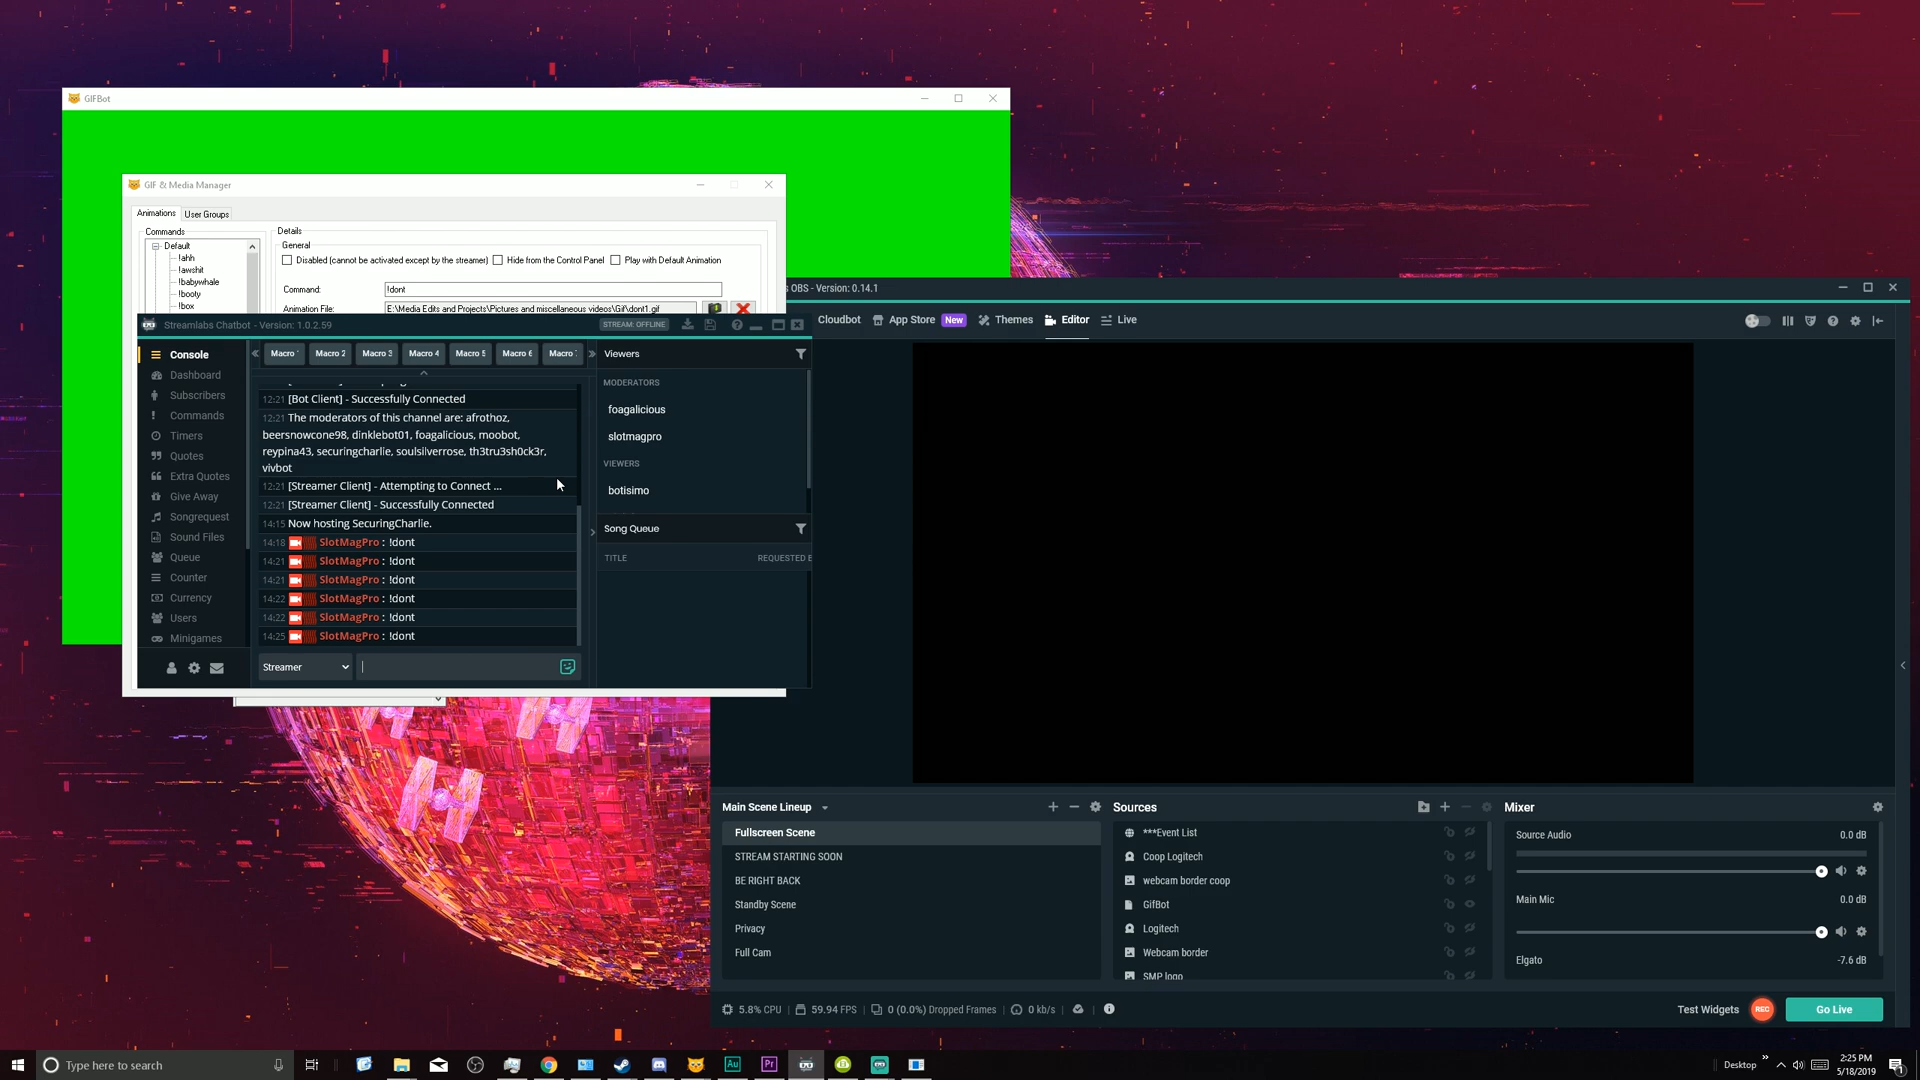 GIFBot
GIF & Media Manager
Animations
User Groups
Commands
Default
!ahh
!awshit
!babywhale
!booty
!box
Details
General
Disabled (cannot be activated except by the streamer)
Hide from the Control Panel
Play with Default Animation
Command:
!dont
Animation File:
E:\Media Edits and Projects\Pictures and miscellaneous videos\Gif\dont1.gif
Streamlabs Chatbot - Version: 1.0.2.59
STREAM: OFFLINE
Console
Dashboard
Subscribers
Commands
Timers
Quotes
Extra Quotes
Give Away
Songrequest
Sound Files
Queue
Counter
Currency
Users
Minigames
Macro
Macro 2
Macro 3
Macro 4
Macro 5
Macro 6
Macro
12:21 [Bot Client] - Successfully Connected
12:21 The moderators of this channel are: afrothoz,
beersnowcone98, dinklebot01, foagalicious, moobot,
reypina43, securingcharlie, soulsilverrose, th3tru3sh0ck3r,
vivbot
12:21 [Streamer Client] - Attempting to Connect ...
12:21 [Streamer Client] - Successfully Connected
14:15 Now hosting SecuringCharlie.
14:18 SlotMagPro : !dont
14:21 SlotMagPro : !dont
14:21 SlotMagPro : !dont
14:22 SlotMagPro : !dont
14:22 SlotMagPro : !dont
14:25 SlotMagPro : !dont
Streamer
Viewers
MODERATORS
foagalicious
slotmagpro
VIEWERS
botisimo
Song Queue
TITLE
REQUESTED B
s OBS - Version: 0.14.1
Cloudbot
App Store
New
Themes
Editor
Live
Main Scene Lineup
Fullscreen Scene
STREAM STARTING SOON
BE RIGHT BACK
Standby Scene
Privacy
Full Cam
Sources
***Event List
Coop Logitech
webcam border coop
GifBot
Logitech
Webcam border
SMP logo
Mixer
Source Audio
0.0 dB
Main Mic
0.0 dB
Elgato
-7.6 dB
5.8% CPU
59.94 FPS
0 (0.0%) Dropped Frames
0 kb/s
Test Widgets
REC
Go Live
Type here to search
Au
Pr
Desktop
2:25 PM
5/18/2019
1